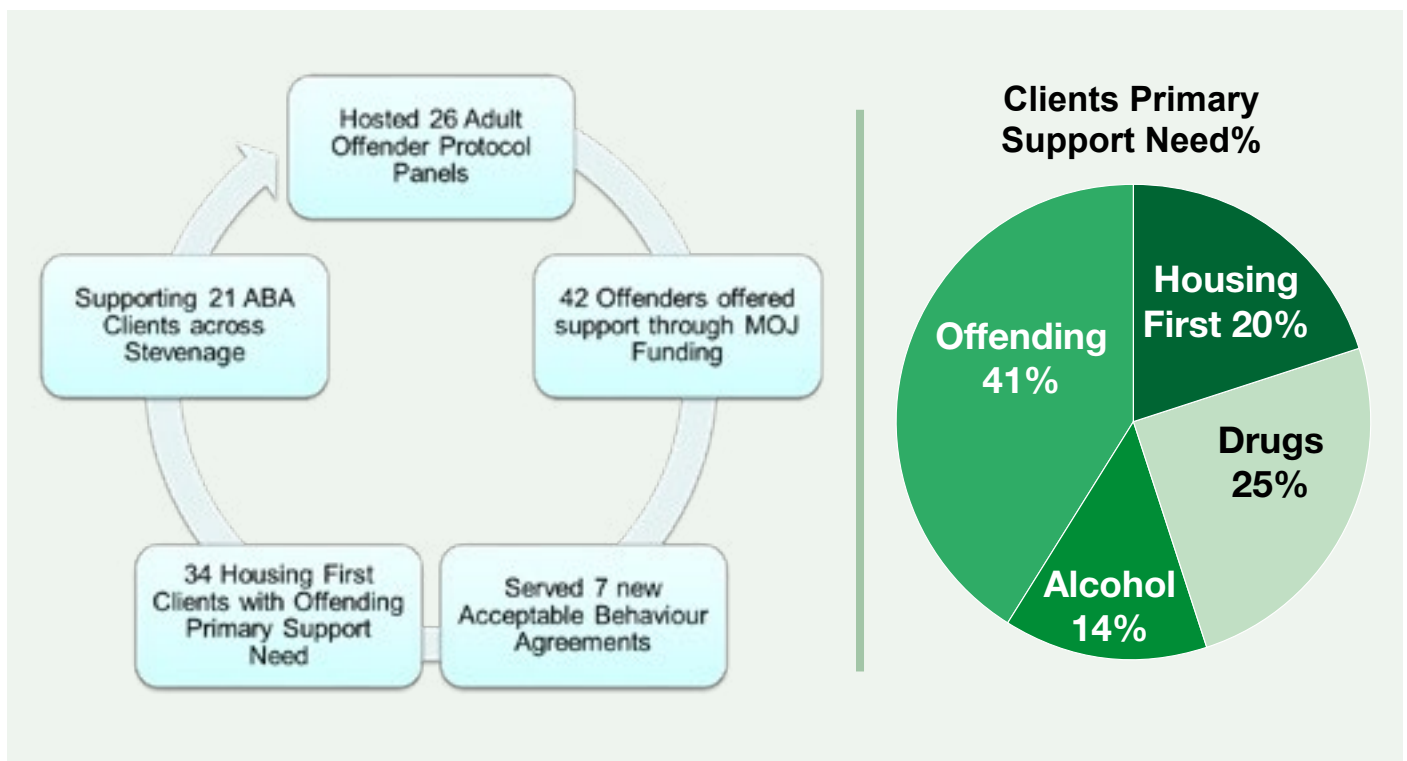 Hosted 26 Adult
Offender Protocol
Panels
42 Offenders offered
support through MOJ
Funding
Served 7 new
Acceptable Behaviour
Agreements
34 Housing First
Clients with Offending
Primary Support
Need
Supporting 21 ABA
Clients across
Stevenage
Clients Primary
Support Need%
Housing
First 20%
Drugs
25%
Alcohol
14%
Offending
41%